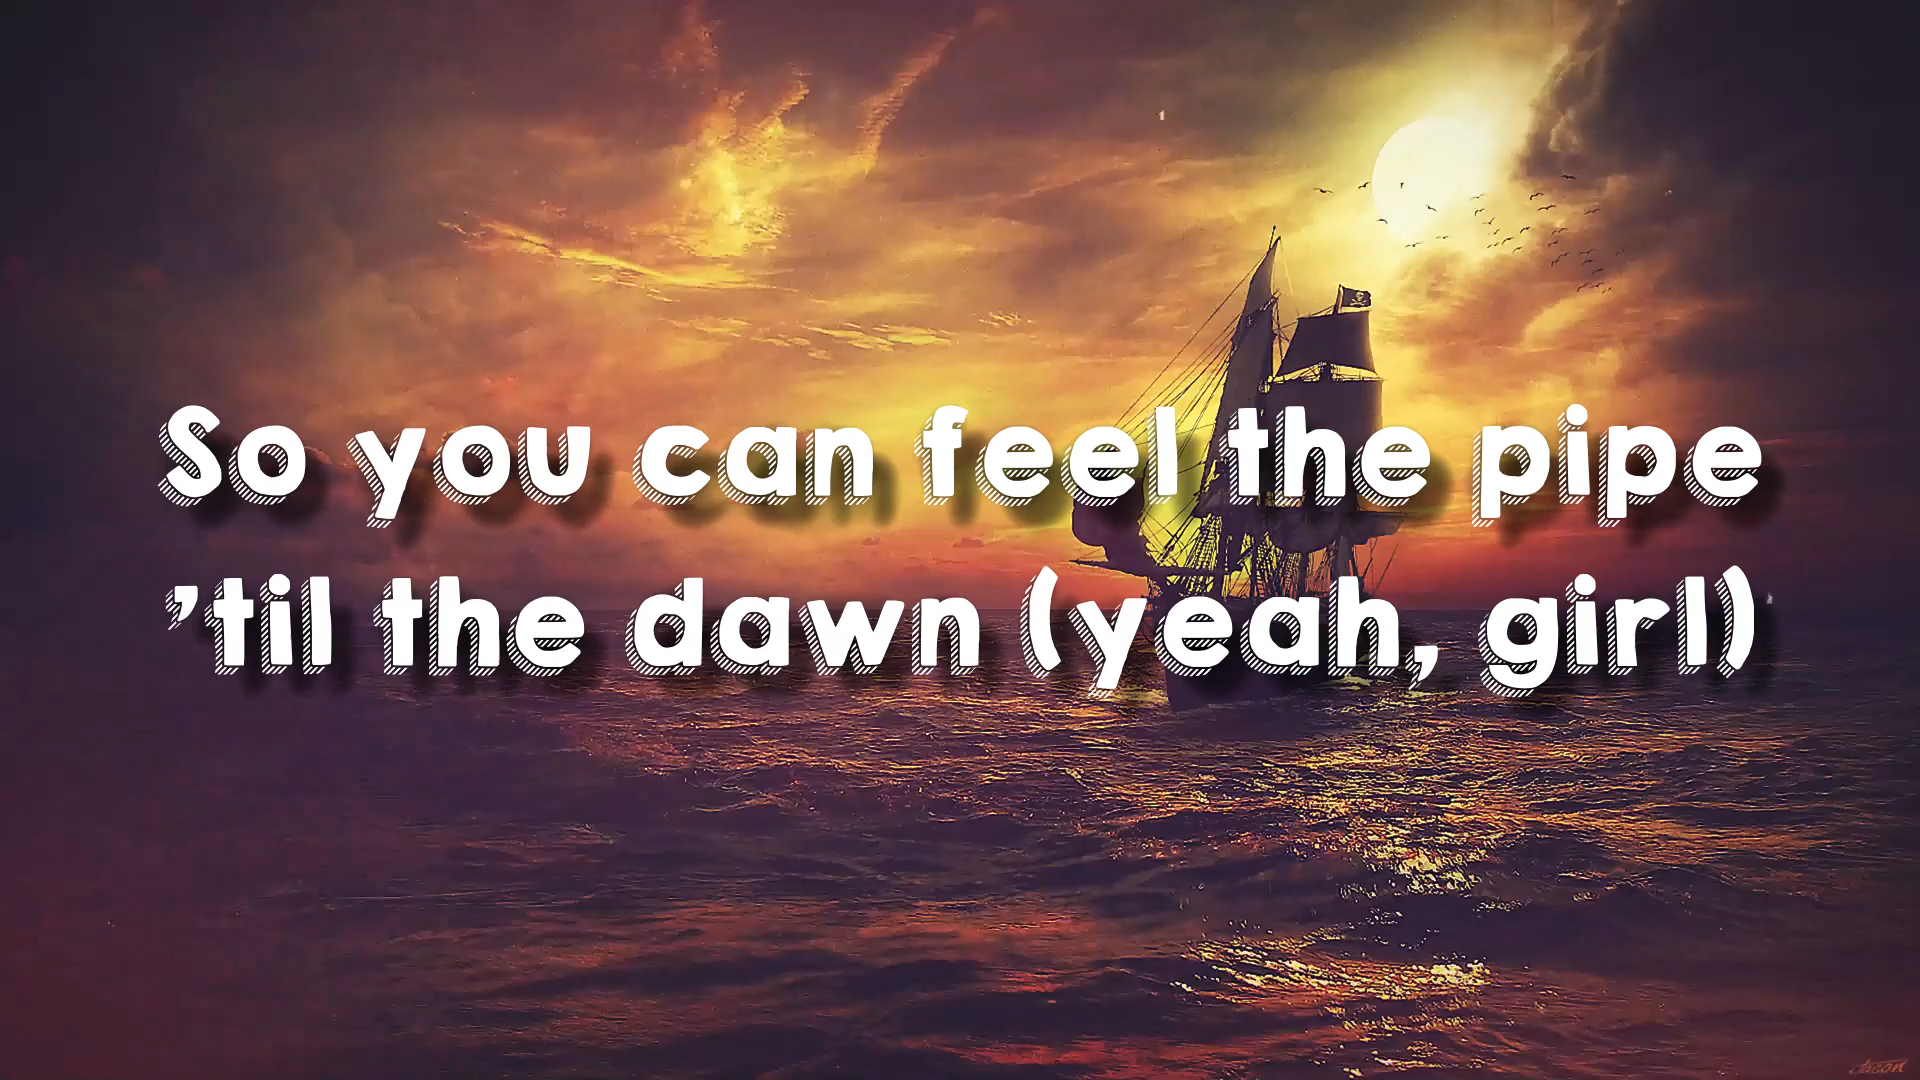 So you can feel the pipe
'til the dawn (yeah, girl)